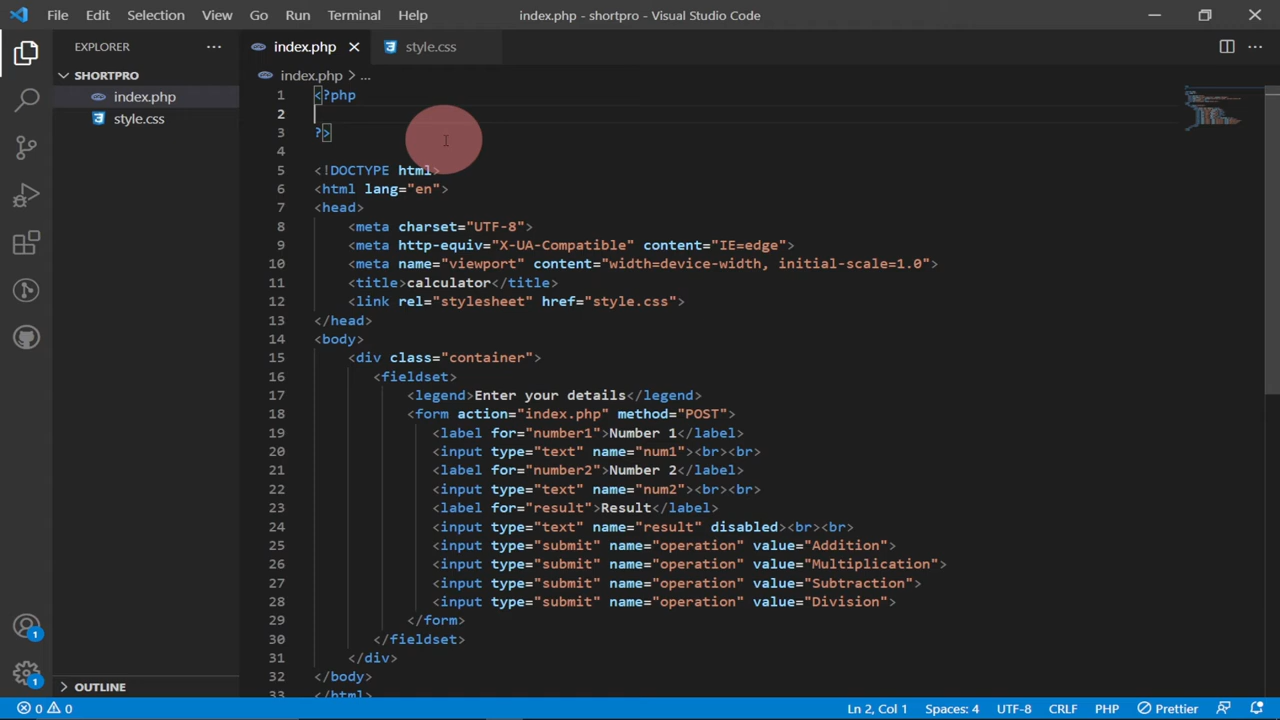 File Edit Selection View Go Run Terminal Help index.php - shortpro - Visual Studio Code
EXPLORER ...
SHORTPRO
index.php
style.css
index.php style.css
index.php > ...
1 <?php
2
3 ?>
4
5 <!DOCTYPE html>
6 <html lang="en">
7 <head>
8 <meta charset="UTF-8">
9 <meta http-equiv="X-UA-Compatible" content="IE=edge">
10 <meta name="viewport" content="width=device-width, initial-scale=1.0">
11 <title>calculator</title>
12 <link rel="stylesheet" href="style.css">
13 </head>
14 <body>
15 <div class="container">
16 <fieldset>
17 <legend>Enter your details</legend>
18 <form action="index.php" method="POST">
19 <label for="number1">Number 1</label>
20 <input type="text" name="num1"><br><br>
21 <label for="number2">Number 2</label>
22 <input type="text" name="num2"><br><br>
23 <label for="result">Result</label>
24 <input type="text" name="result" disabled><br><br>
25 <input type="submit" name="operation" value="Addition">
26 <input type="submit" name="operation" value="Multiplication">
27 <input type="submit" name="operation" value="Subtraction">
28 <input type="submit" name="operation" value="Division">
29 </form>
30 </fieldset>
31 </div>
32 </body>
33 </html>
1
1
OUTLINE
0 0 Ln 2, Col 1 Spaces: 4 UTF-8 CRLF PHP Prettier